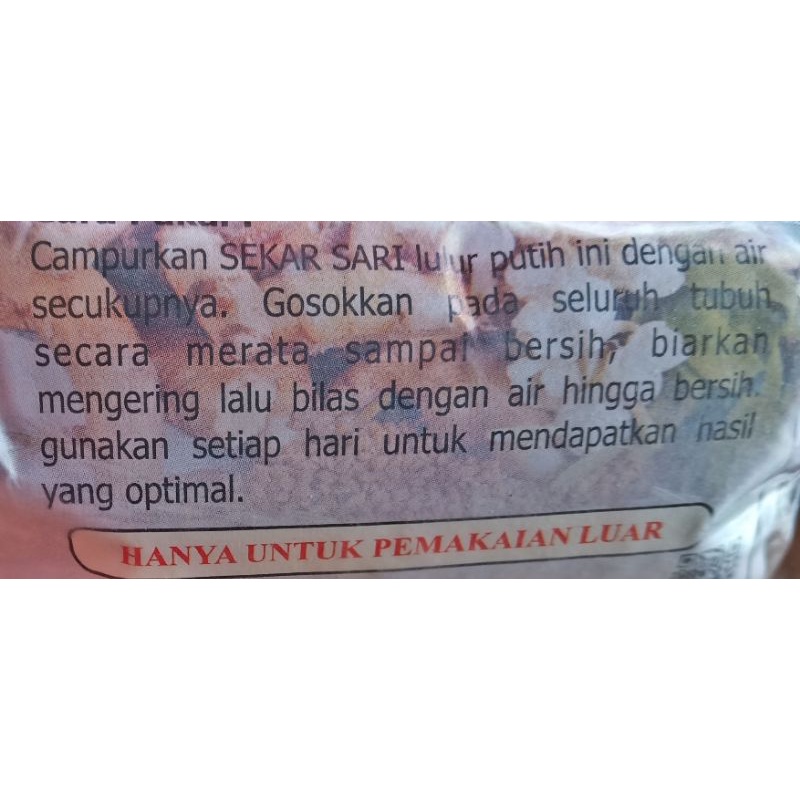 Campurkan SEKAR SARI lulur putih ini dengan air
secukupnya. Gosokkan pada seluruh tubuh
secara merata sampai bersih, biarkan
mengering lalu bilas dengan air hingga bersih.
gunakan setiap hari untuk mendapatkan hasil
yang optimal.
HANYA UNTUK PEMAKAIAN LUAR